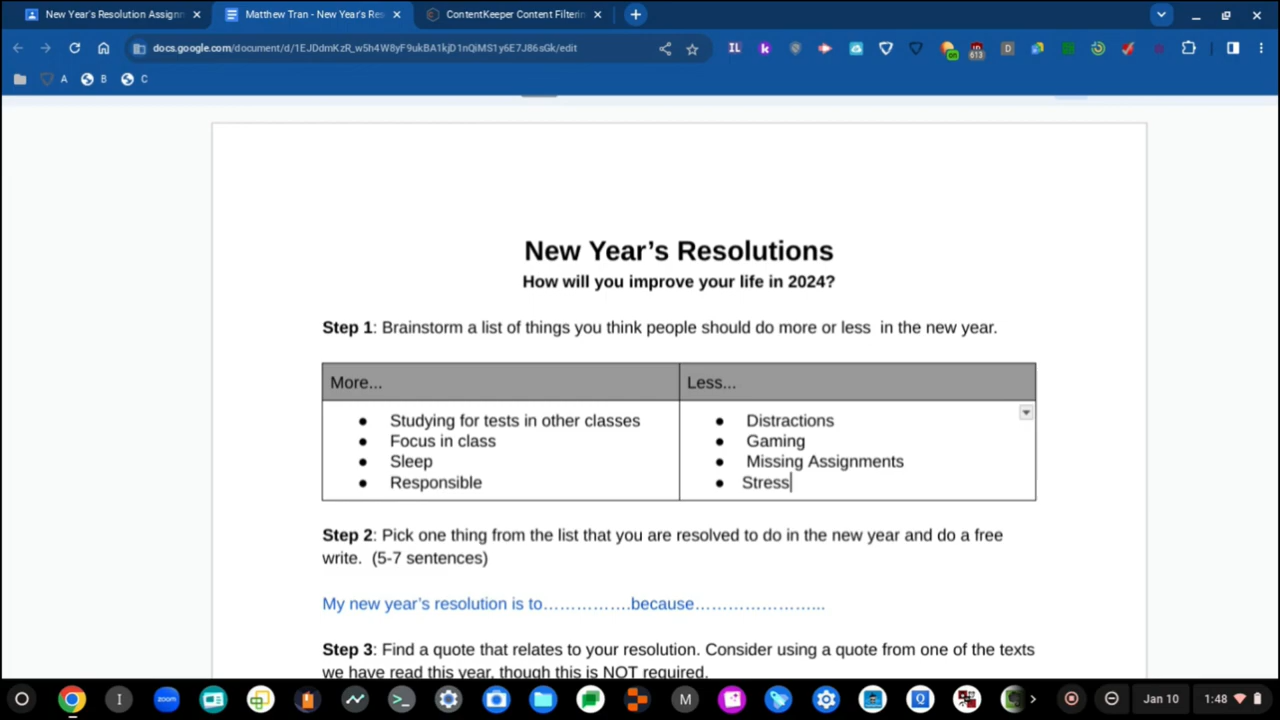 New Year's Resolution Assignm
Matthew Tran - New Year's Res
ContentKeeper Content Filterin
docs.google.com/document/d/1EJDdmKzR_w5h4W8yF9ukBA1kjD1nQiMS1y6E7J86sGk/edit
IL
k
on
613
D
A
B
C
New Year's Resolutions
How will you improve your life in 2024?
Step 1: Brainstorm a list of things you think people should do more or less  in the new year.
More...
Less...
● Studying for tests in other classes
● Focus in class
● Sleep
● Responsible
● Distractions
● Gaming
● Missing Assignments
● Stress
Step 2: Pick one thing from the list that you are resolved to do in the new year and do a free
write.  (5-7 sentences)
My new year's resolution is to…………….because…………………...
Step 3: Find a quote that relates to your resolution. Consider using a quote from one of the texts
we have read this year, though this is NOT required.
I
zoom
M
Q
Jan 10
1:48